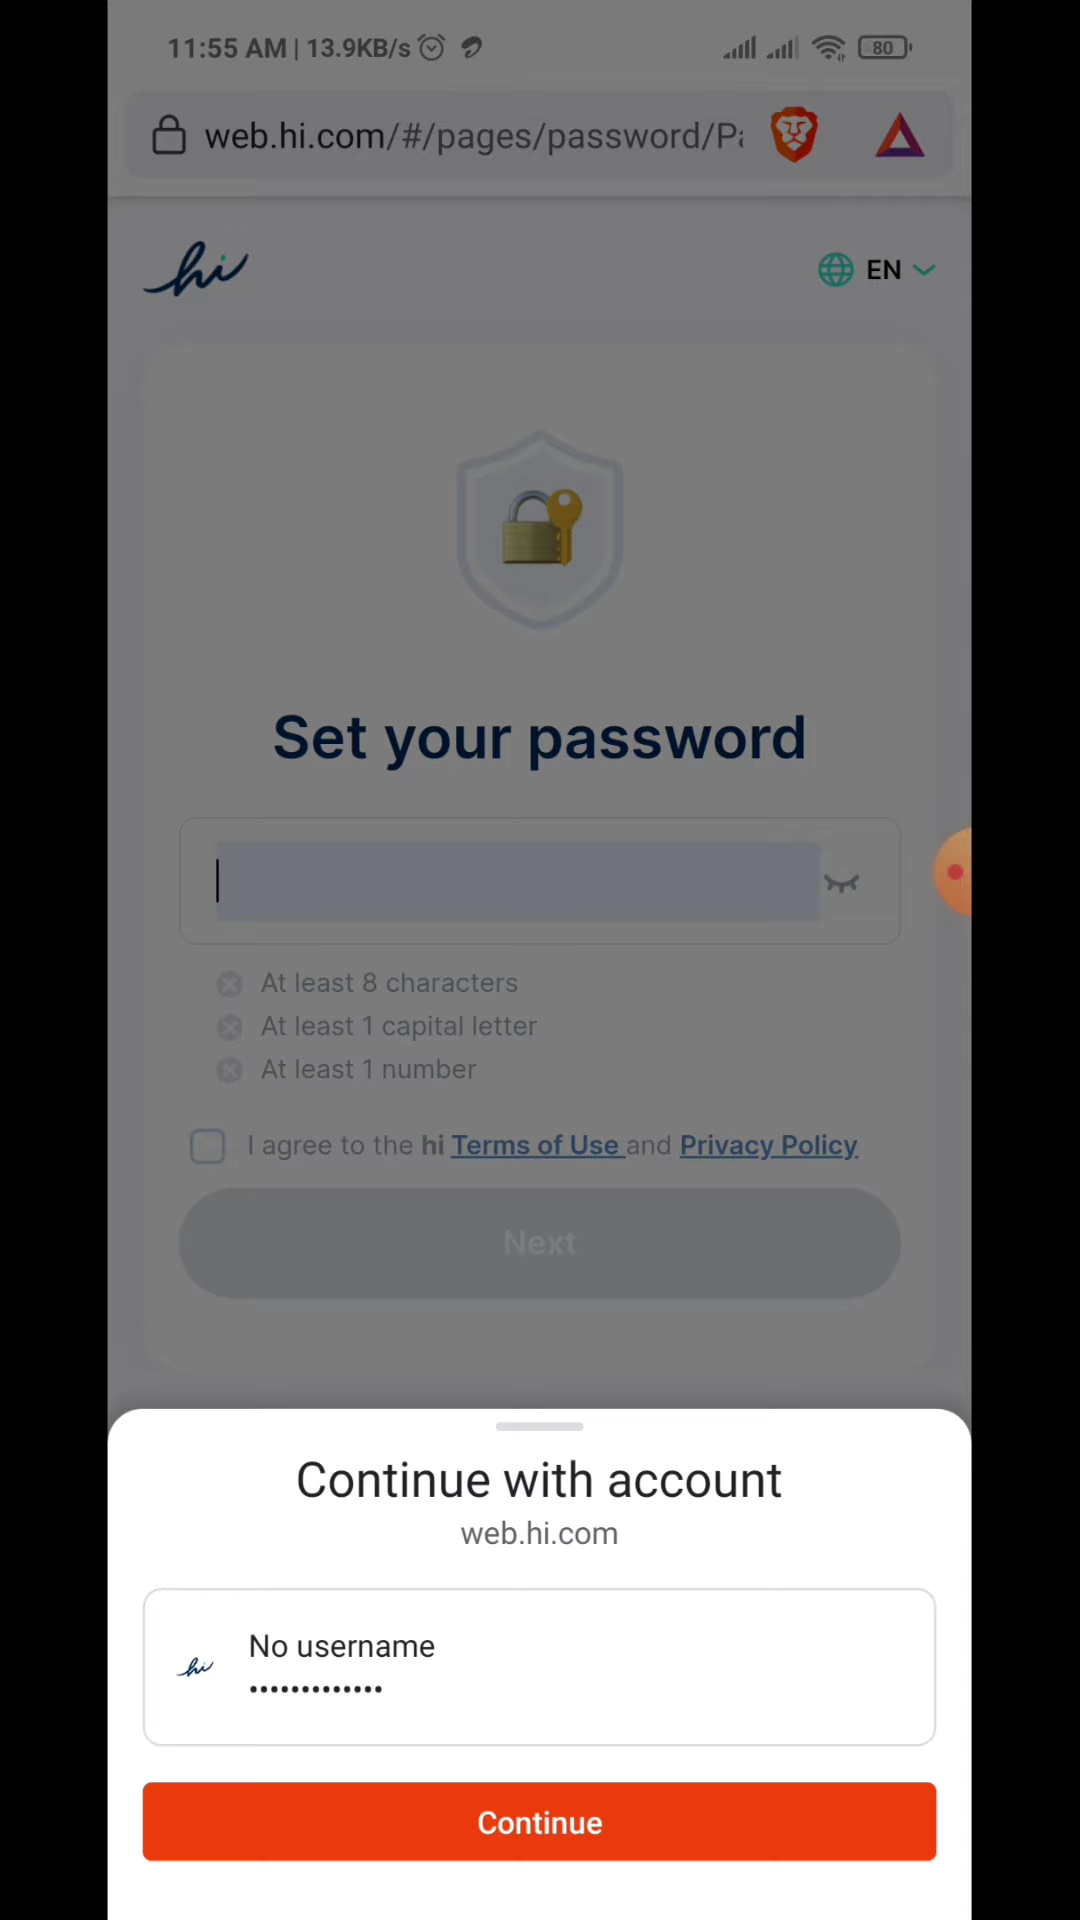 11:55 AM | 13.9KB/s
80
web.hi.com/#/pages/password/Pa
hi
EN
Set your password
At least 8 characters
At least 1 capital letter
At least 1 number
I agree to the hi Terms of Use and Privacy Policy
Next
Continue with account
web.hi.com
hi
No username
•••••••••••••
Continue